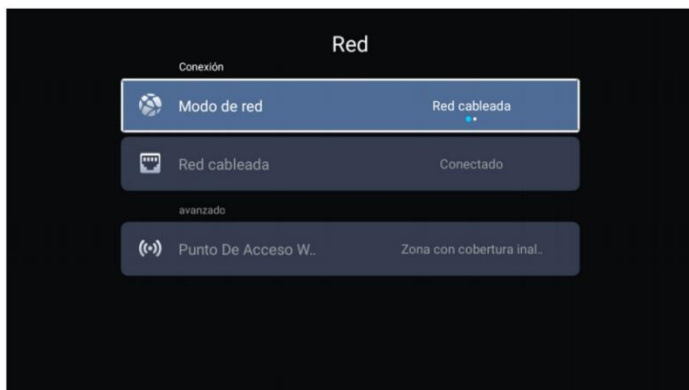 Red
Conexión
Modo de red Red cableada
Red cableada Conectado
avanzado
Punto De Acceso W.. Zona con cobertura inal..